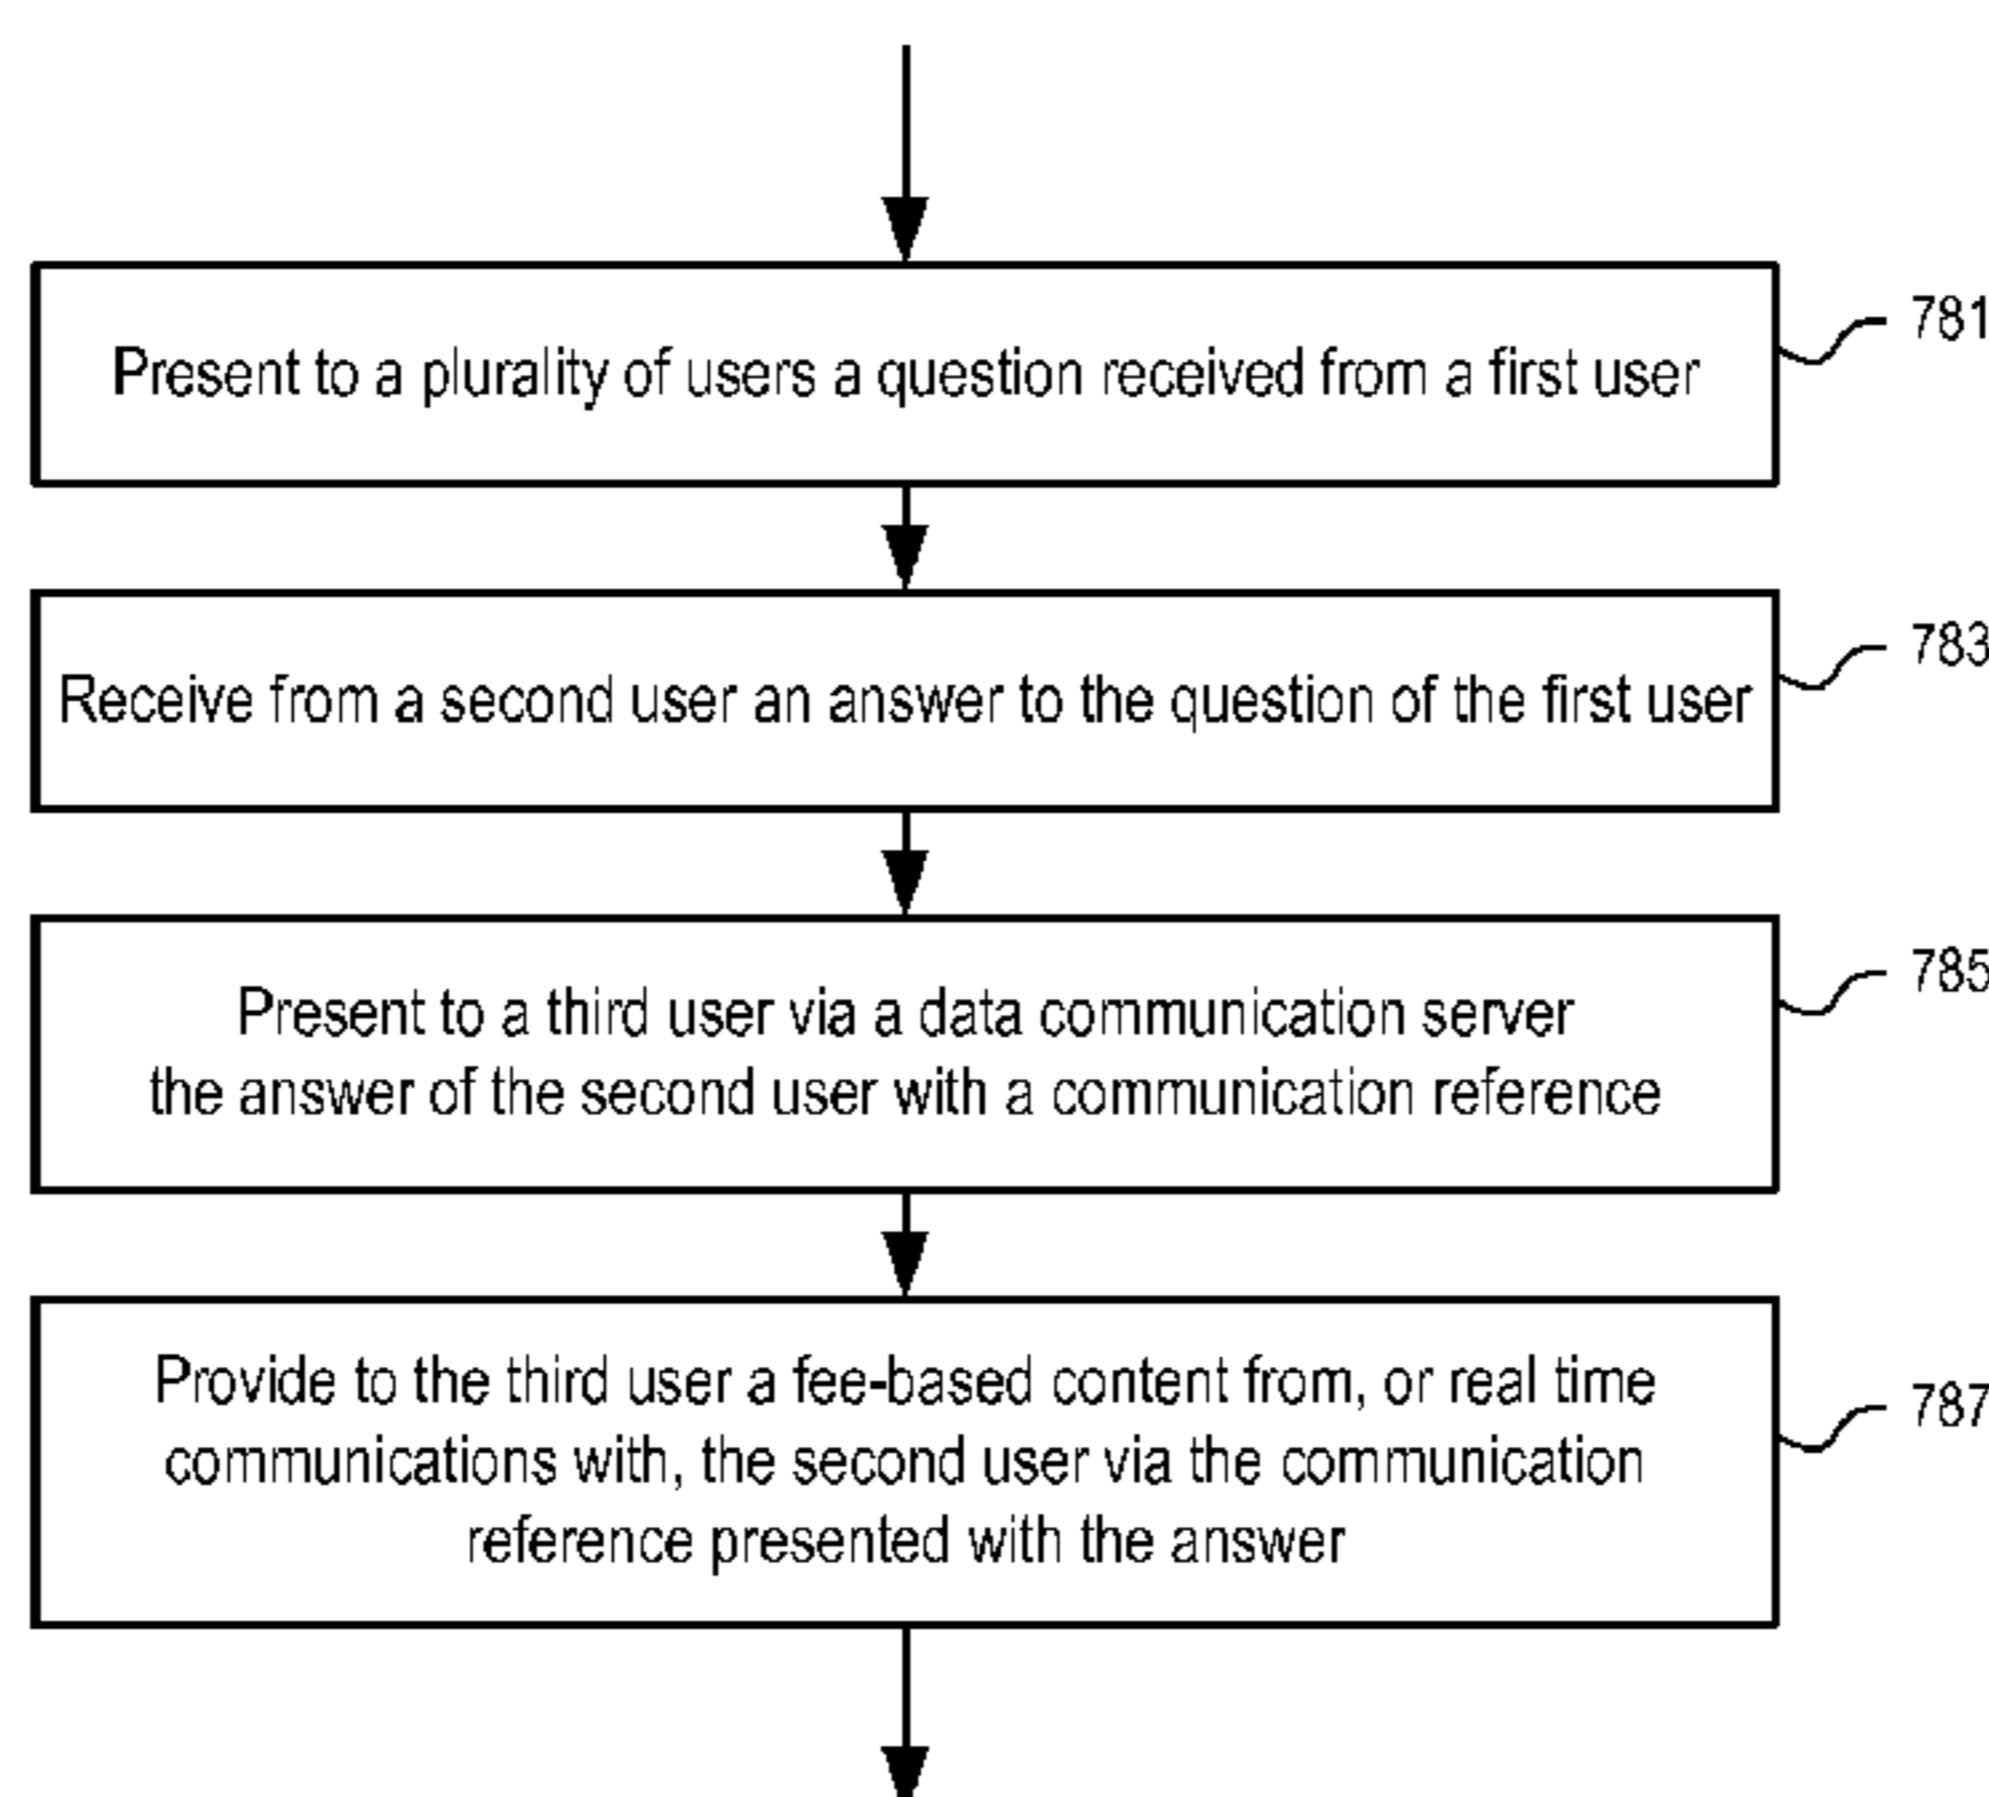 781
Present to a plurality of users a question received from a first user
783
Receive from a second user an answer to the question of the first user
785
Present to a third user via a data communication server
the answer of the second user with a communication reference
Provide to the third user a fee-based content from, or real time
787
communications with, the second user via the communication
reference presented with the answer